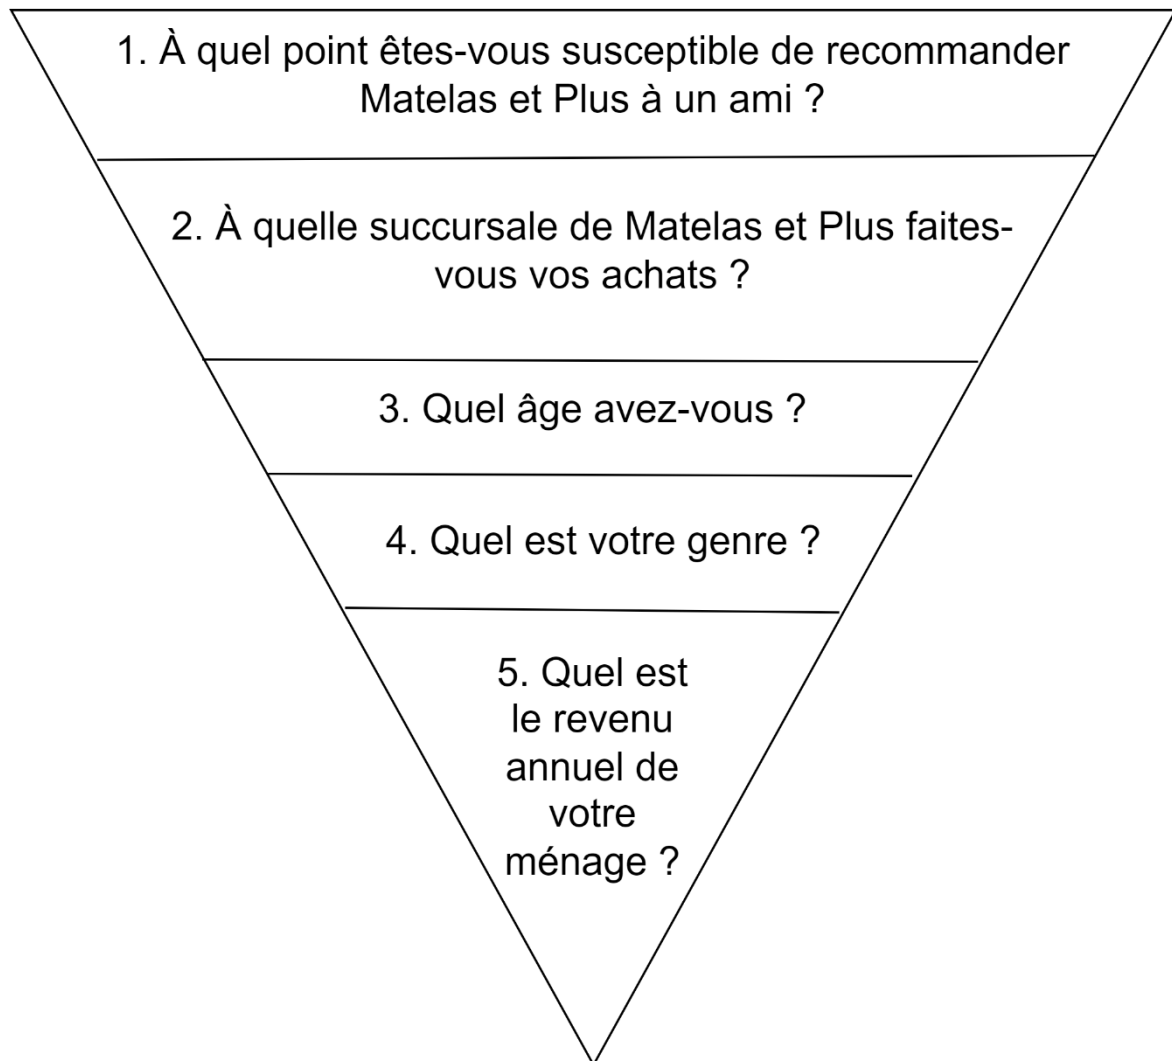 1. À quel point êtes-vous susceptible de recommander
Matelas et Plus à un ami ?
2. À quelle succursale de Matelas et Plus faites-
vous vos achats ?
3. Quel âge avez-vous ?
4. Quel est votre genre ?
5. Quel est
le revenu
annuel de
votre
ménage ?